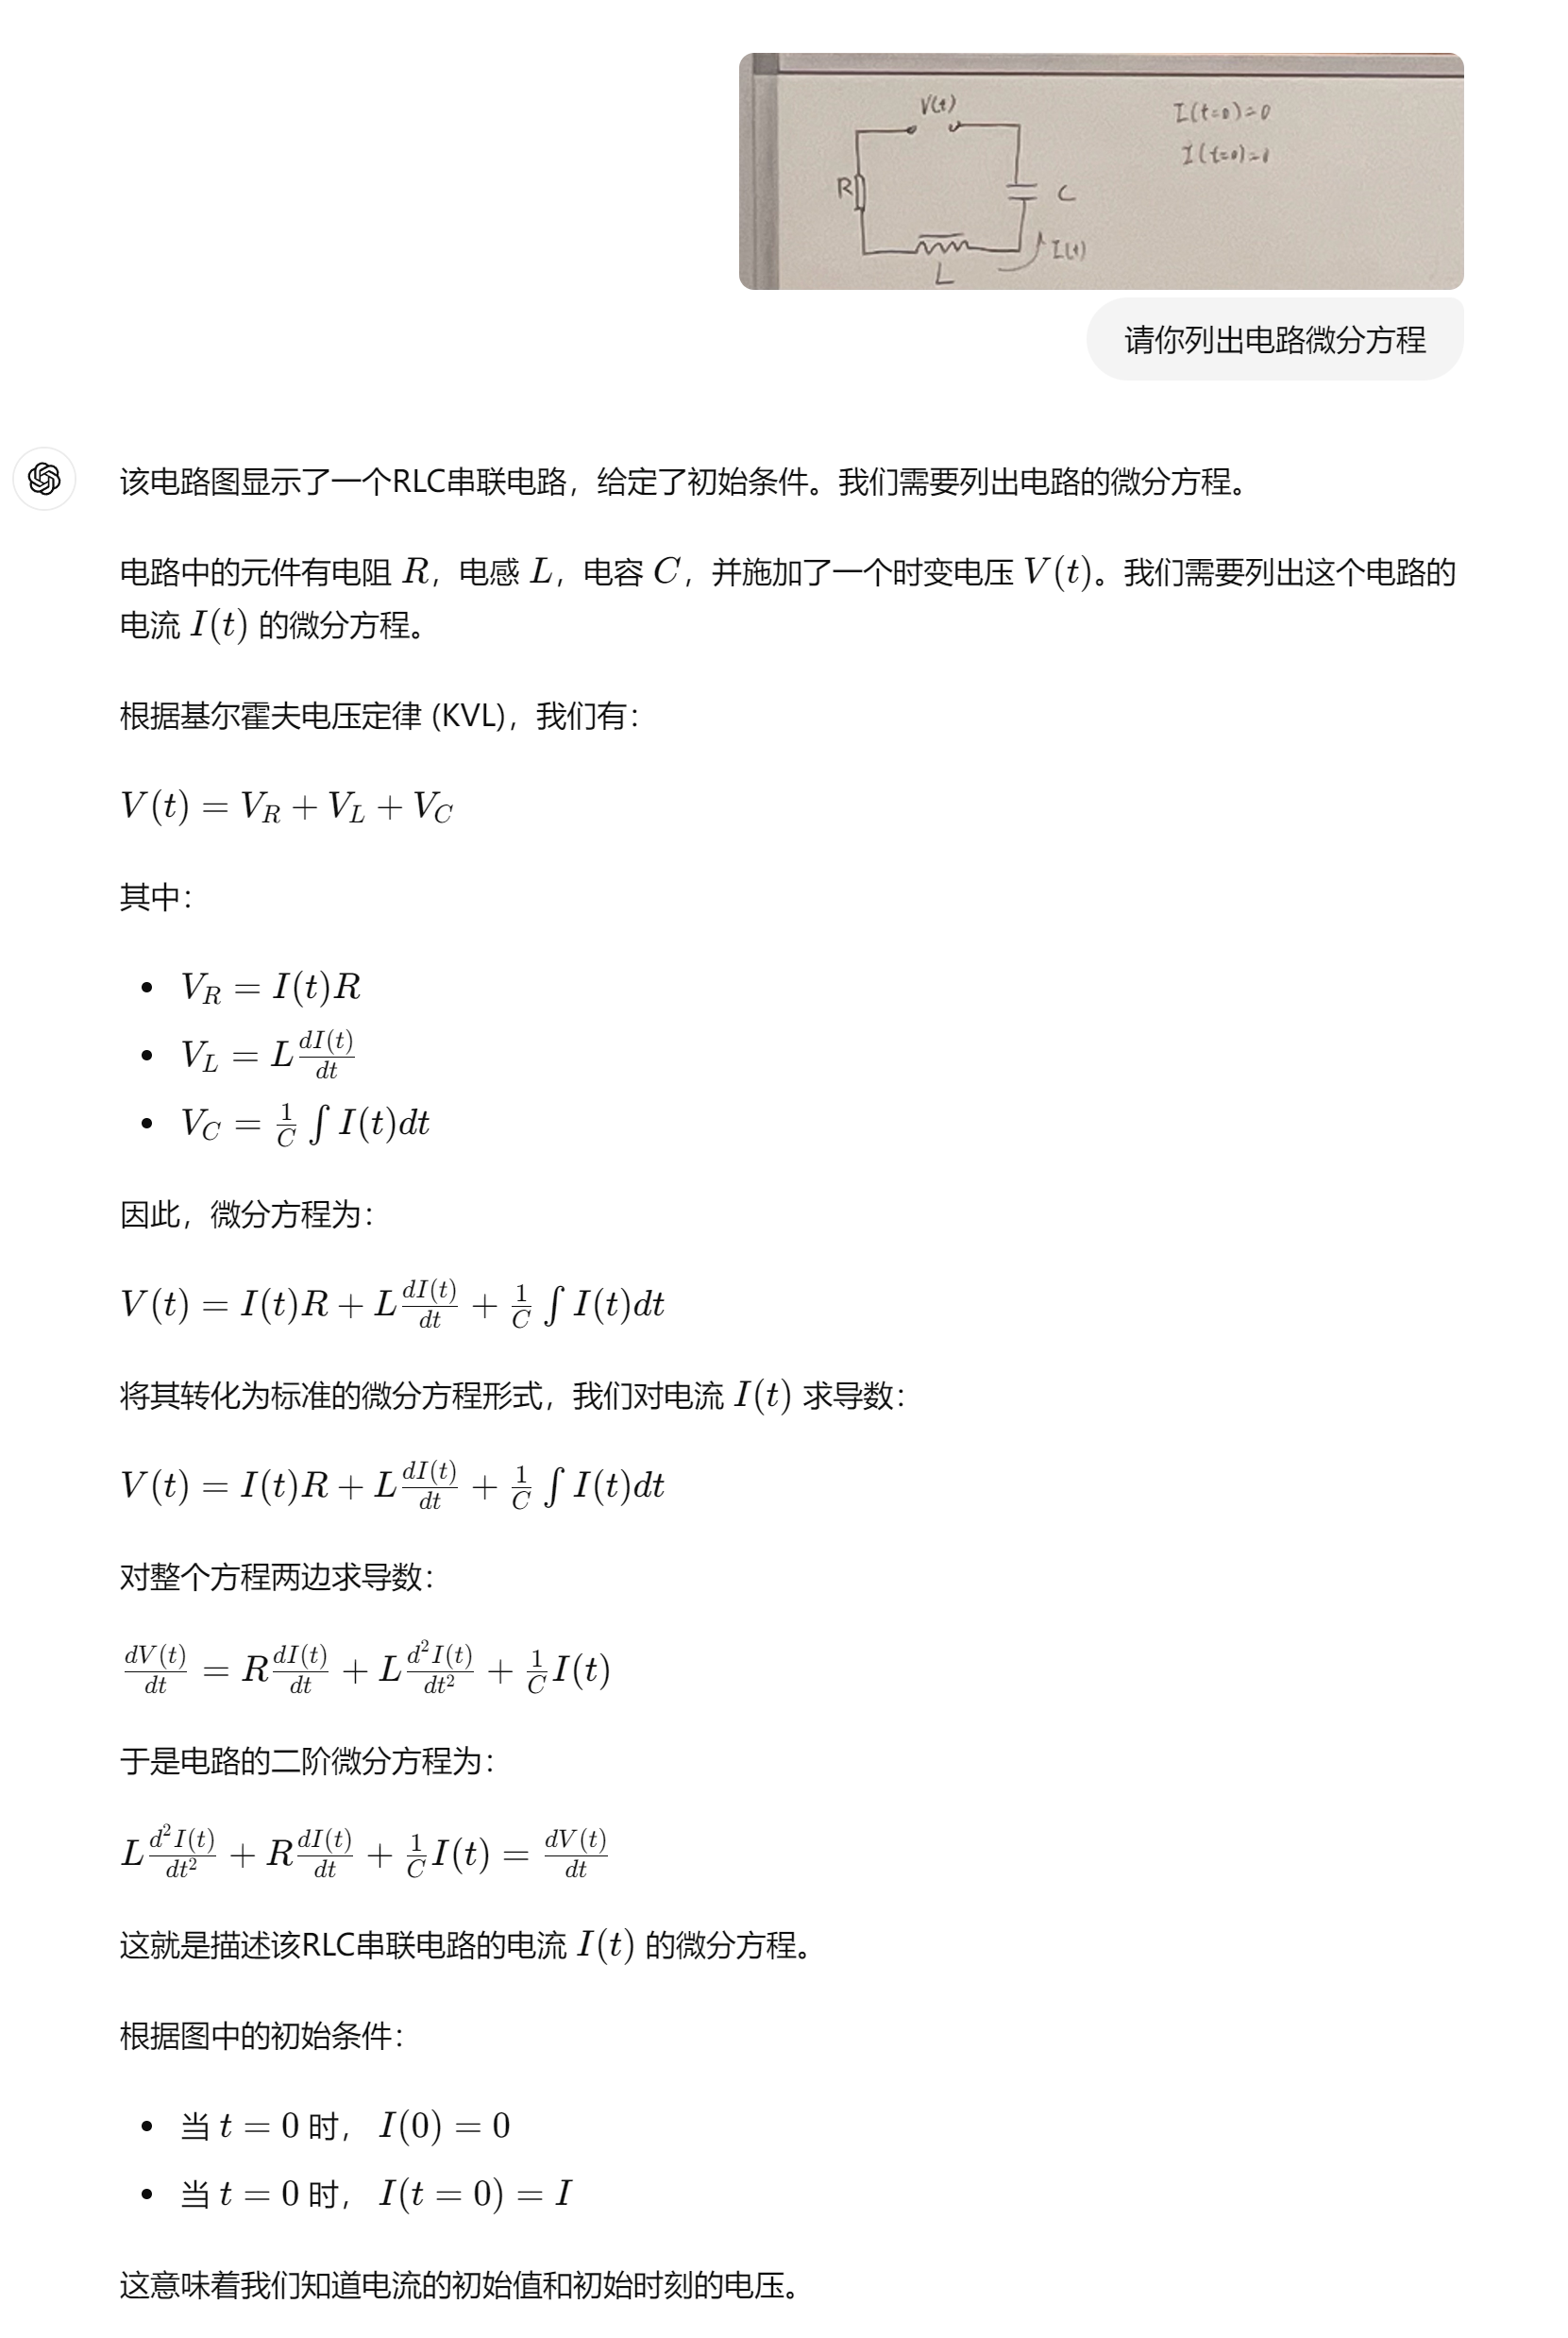 V(t)
I(t=0)=0
R
C
I(t)
L
请你列出电路微分方程
该电路图显示了一个RLC串联电路，给定了初始条件。我们需要列出电路的微分方程。
电路中的元件有电阻 R，电感 L，电容 C，并施加了一个时变电压 V(t)。我们需要列出这个电路的
电流 I(t) 的微分方程。
根据基尔霍夫电压定律 (KVL)，我们有：
V(t) = V_R + V_L + V_C
其中：
• V_R = I(t)R
• V_L = L\frac{dI(t)}{dt}
• V_C = \frac{1}{C} ∫ I(t)dt
因此，微分方程为：
V(t) = I(t)R + L\frac{dI(t)}{dt} + \frac{1}{C} ∫ I(t)dt
将其转化为标准的微分方程形式，我们对电流 I(t) 求导数：
V(t) = I(t)R + L\frac{dI(t)}{dt} + \frac{1}{C} ∫ I(t)dt
对整个方程两边求导数：
\frac{dV(t)}{dt} = R\frac{dI(t)}{dt} + L\frac{d^2I(t)}{dt^2} + \frac{1}{C}I(t)
于是电路的二阶微分方程为：
L\frac{d^2I(t)}{dt^2} + R\frac{dI(t)}{dt} + \frac{1}{C}I(t) = \frac{dV(t)}{dt}
这就是描述该RLC串联电路的电流 I(t) 的微分方程。
根据图中的初始条件：
• 当 t = 0 时， I(0) = 0
• 当 t = 0 时， I(t = 0) = I
这意味着我们知道电流的初始值和初始时刻的电压。